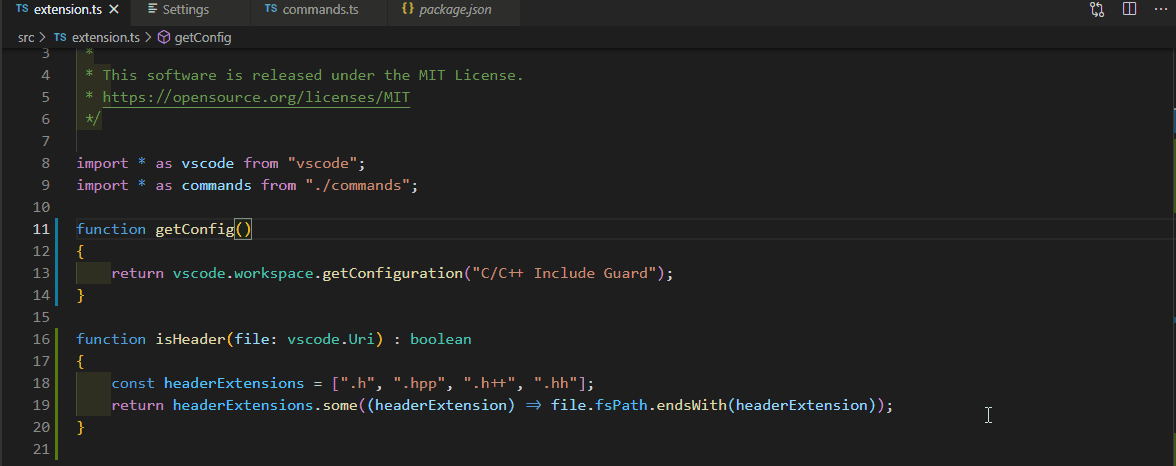 TS extension.ts × Settings TS commands.ts {} package.json ...
src > TS extension.ts > getConfig
3 *
4 * This software is released under the MIT License.
5 * https://opensource.org/licenses/MIT
6 */
7
8 import * as vscode from "vscode";
9 import * as commands from "./commands";
10
11 function getConfig()
12 {
13 return vscode.workspace.getConfiguration("C/C++ Include Guard");
14 }
15
16 function isHeader(file: vscode.Uri) : boolean
17 {
18 const headerExtensions = [".h", ".hpp", ".h++", ".hh"];
19 return headerExtensions.some((headerExtension) => file.fsPath.endsWith(headerExtension));
20 }
21